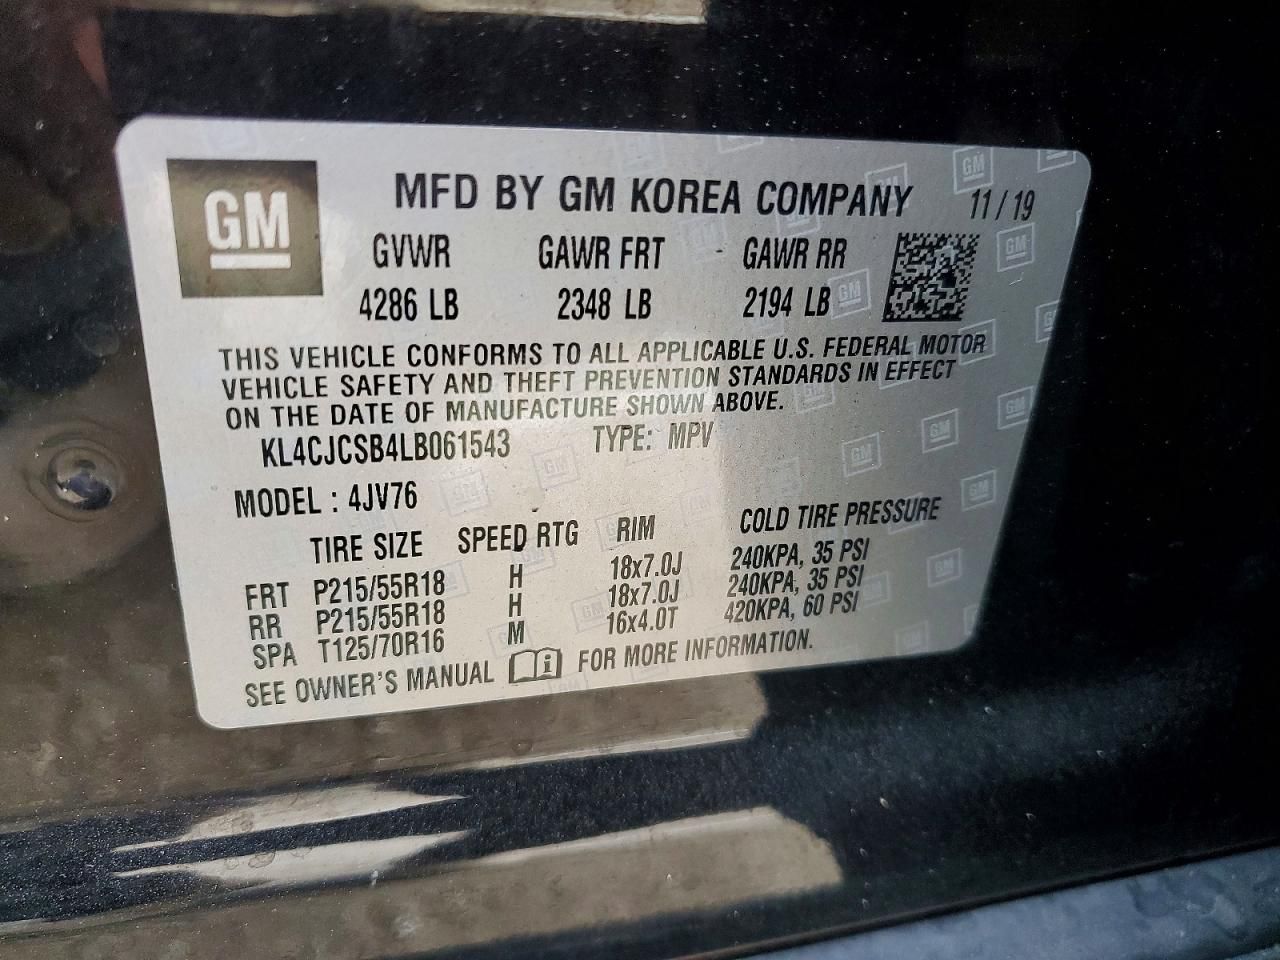 GM
MFD BY GM KOREA COMPANY 11 / 19
GVWR GAWR FRT GAWR RR
4286 LB 2348 LB 2194 LB
THIS VEHICLE CONFORMS TO ALL APPLICABLE U.S. FEDERAL MOTOR
VEHICLE SAFETY AND THEFT PREVENTION STANDARDS IN EFFECT
ON THE DATE OF MANUFACTURE SHOWN ABOVE.
KL4CJCSB4LB061543 TYPE: MPV
MODEL : 4JV76
TIRE SIZE SPEED RTG RIM COLD TIRE PRESSURE
FRT P215/55R18 H 18x7.0J 240KPA, 35 PSI
RR P215/55R18 H 18x7.0J 240KPA, 35 PSI
SPA T125/70R16 M 16x4.0T 420KPA, 60 PSI
SEE OWNER'S MANUAL i FOR MORE INFORMATION.